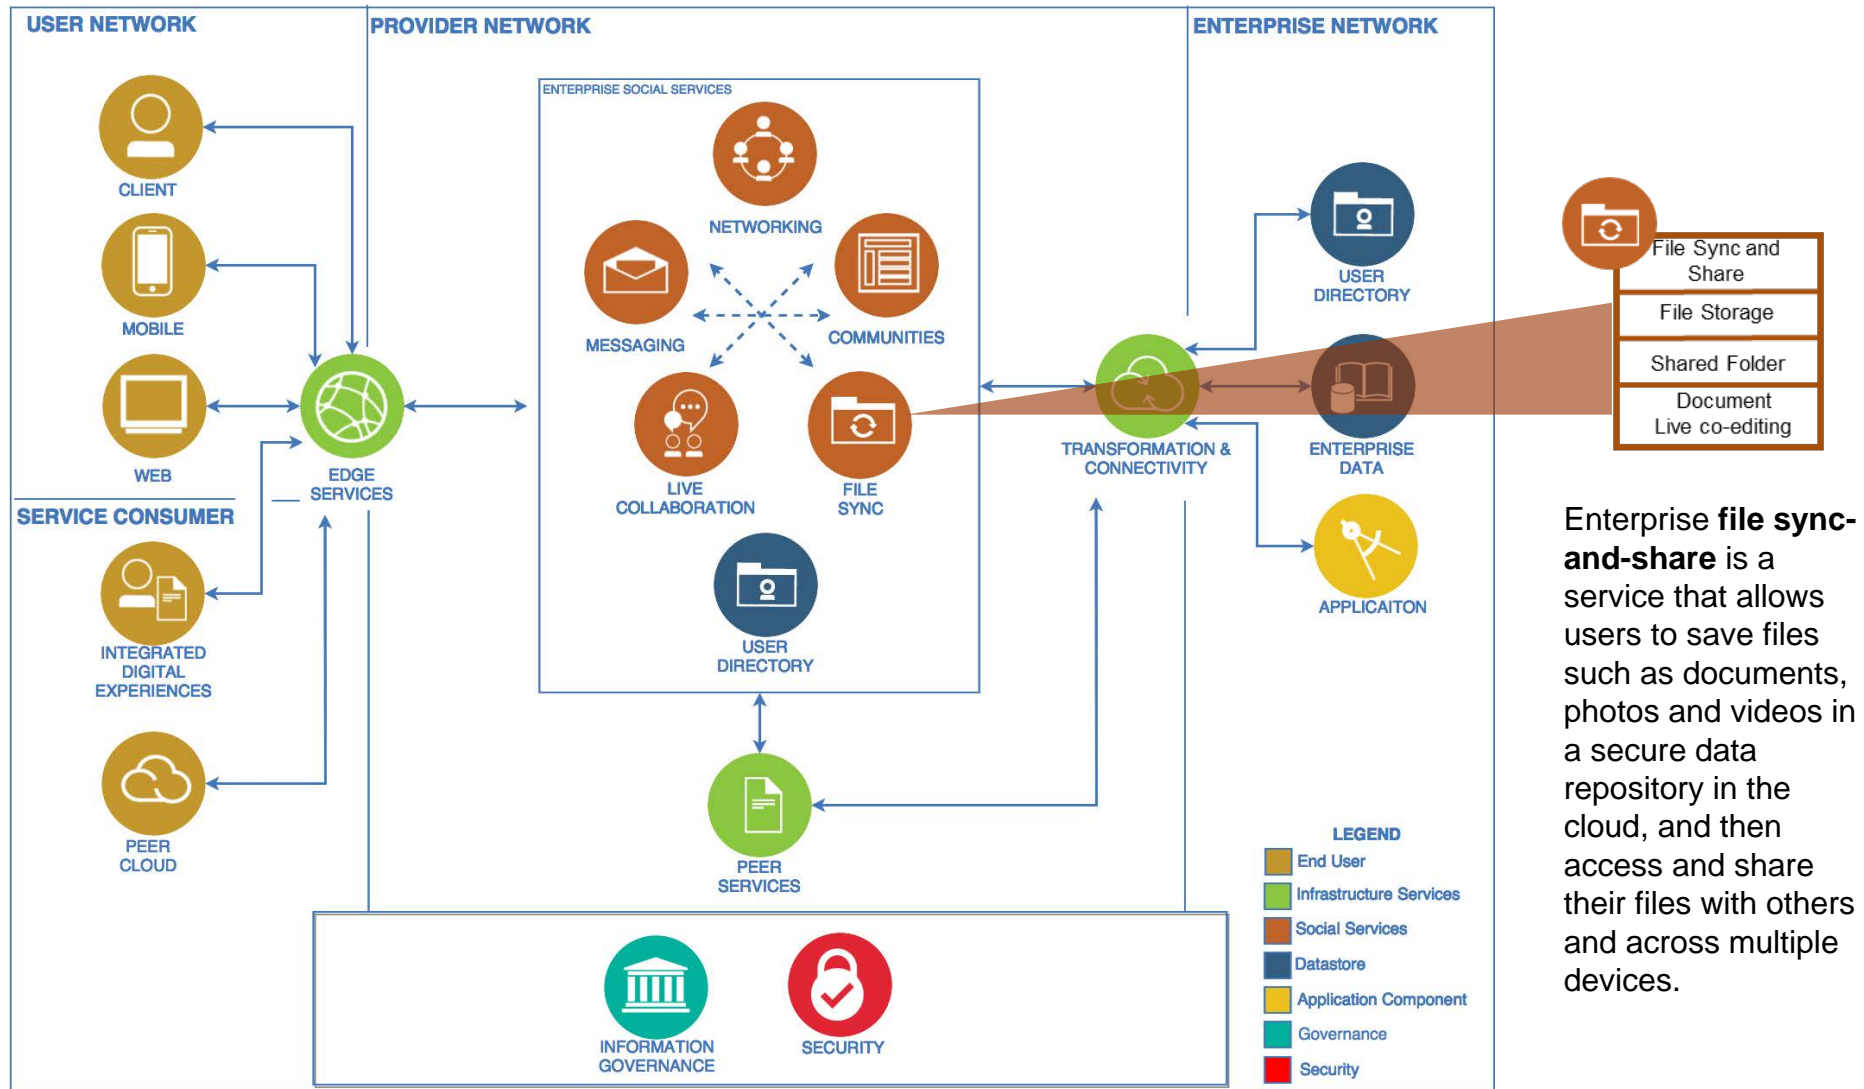 USER NETWORK
PROVIDER NETWORK
ENTERPRISE NETWORK
ENTERPRISE SOCIAL SERVICES
CLIENT
MOBILE
WEB
SERVICE CONSUMER
INTEGRATED
DIGITAL
EXPERIENCES
PEER
CLOUD
EDGE
SERVICES
NETWORKING
MESSAGING
COMMUNITIES
LIVE
COLLABORATION
FILE
SYNC
USER
DIRECTORY
PEER
SERVICES
TRANSFORMATION &
CONNECTIVITY
USER
DIRECTORY
ENTERPRISE
DATA
APPLICAITON
INFORMATION
GOVERNANCE
SECURITY
LEGEND
End User
Infrastructure Services
Social Services
Datastore
Application Component
Governance
Security
File Sync and
Share
File Storage
Shared Folder
Document
Live co-editing
Enterprise file sync-
and-share is a
service that allows
users to save files
such as documents,
photos and videos in
a secure data
repository in the
cloud, and then
access and share
their files with others
and across multiple
devices.